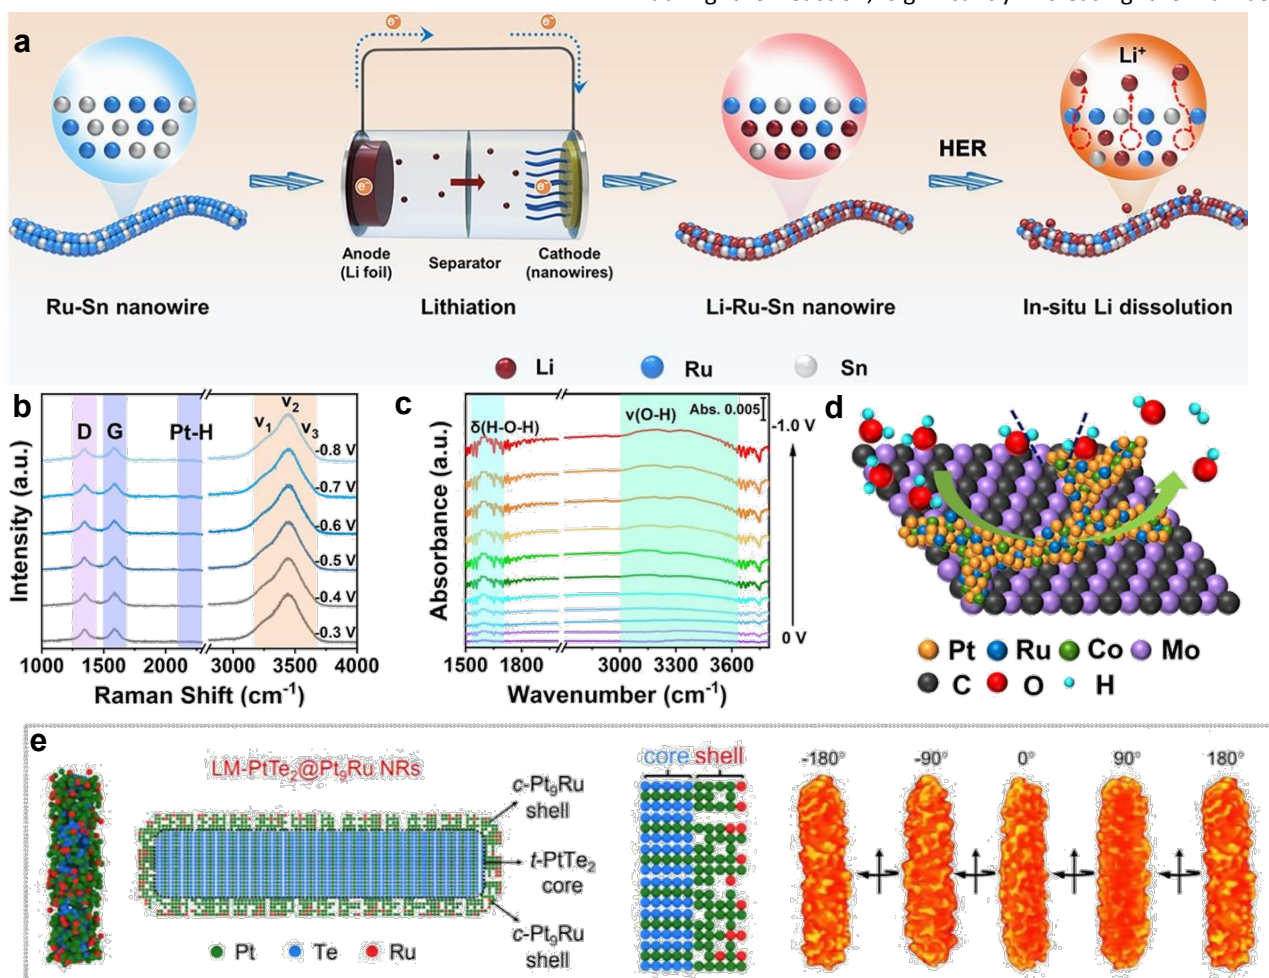 a
Li⁺
e⁻
e⁻
HER
e⁻
e⁻
Anode
(Li foil)
Separator
Cathode
(nanowires)
Ru-Sn nanowire
Lithiation
Li-Ru-Sn nanowire
In-situ Li dissolution
Li
Ru
Sn
b
D
G
Pt-H
ν₁
ν₂
ν₃
-0.8 V
-0.7 V
-0.6 V
-0.5 V
-0.4 V
-0.3 V
Intensity (a.u.)
1000
1500
2000
3000
3500
4000
Raman Shift (cm⁻¹)
c
δ(H-O-H)
ν(O-H)
Abs. 0.005
-1.0 V
0 V
Absorbance (a.u.)
1500
1800
3000
3600
Wavenumber (cm⁻¹)
d
Pt
Ru
Co
Mo
C
O
H
e
LM-PtTe₂@Pt₉Ru NRs
c-Pt₉Ru
shell
t-PtTe₂
core
c-Pt₉Ru
shell
Pt
Te
Ru
core
shell
-180°
-90°
0°
90°
180°